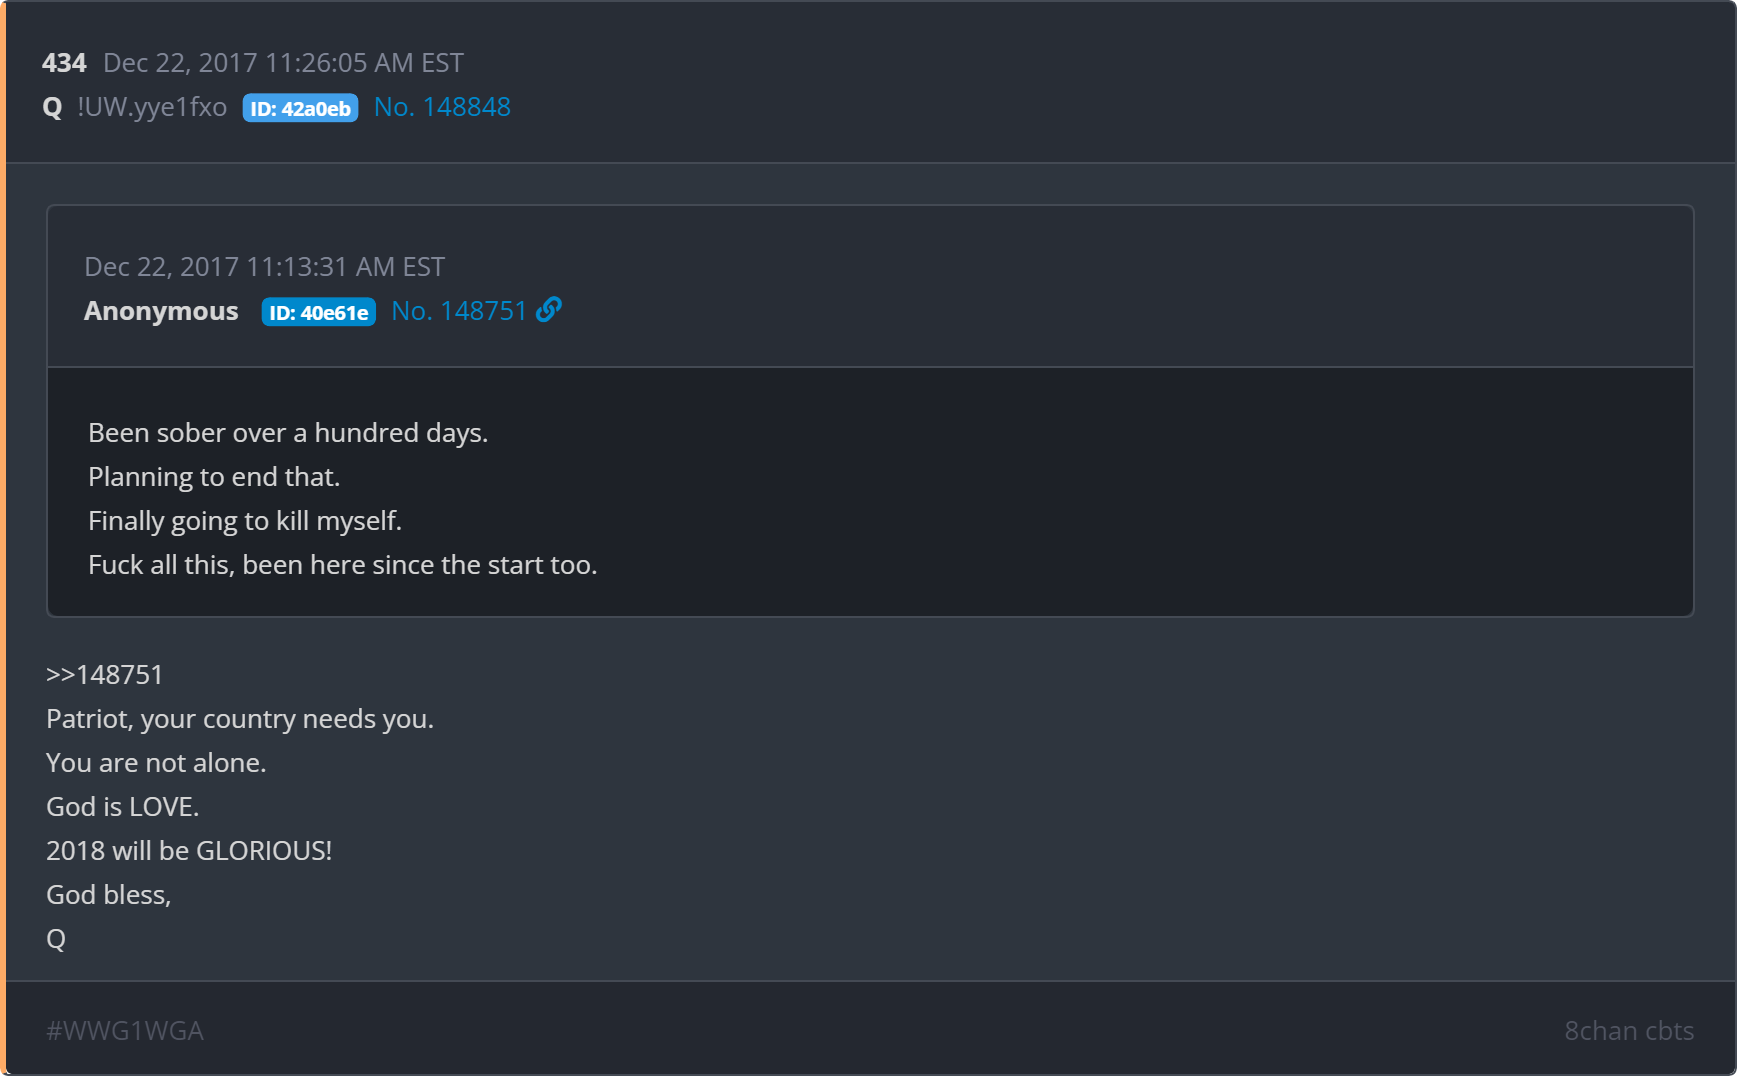 434 Dec 22, 2017 11:26:05 AM EST
Q !UW.yye1fxo ID: 42a0eb No. 148848
Dec 22, 2017 11:13:31 AM EST
Anonymous ID: 40e61e No. 148751
Been sober over a hundred days.
Planning to end that.
Finally going to kill myself.
Fuck all this, been here since the start too.
>>148751
Patriot, your country needs you.
You are not alone.
God is LOVE.
2018 will be GLORIOUS!
God bless,
Q
#WWG1WGA 8chan cbts